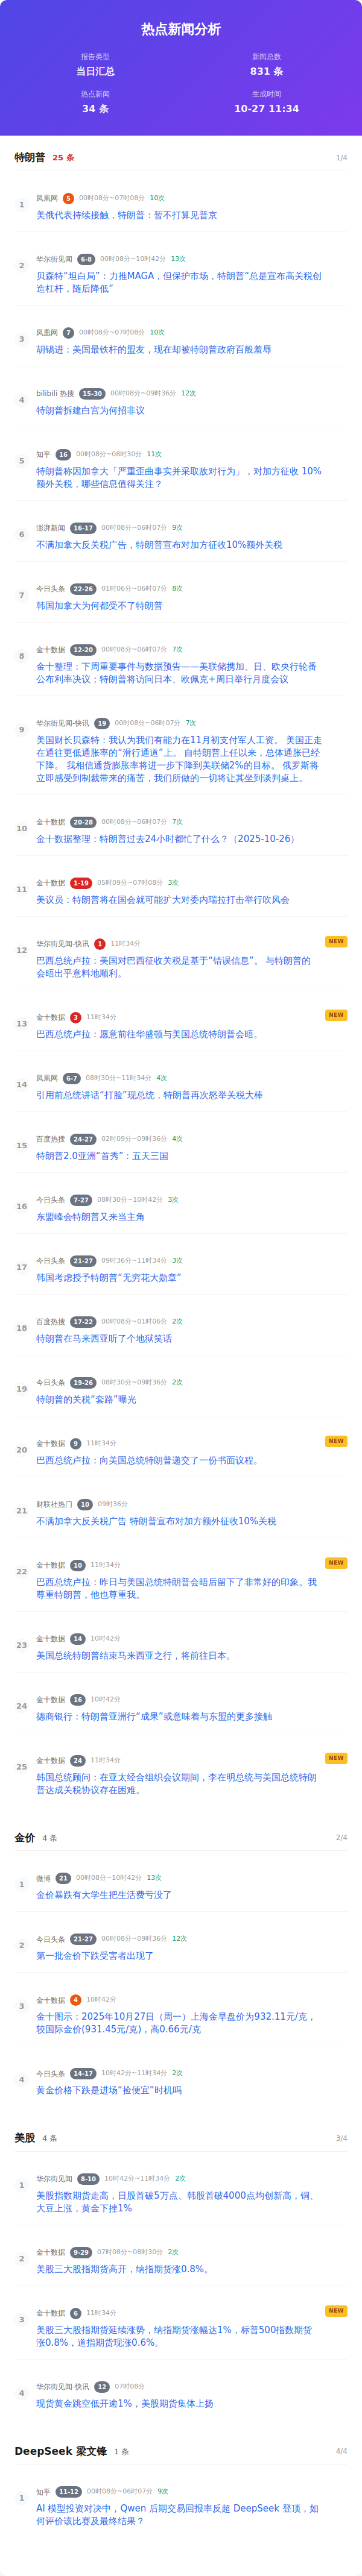 热点新闻分析
报告类型
当日汇总
新闻总数
831 条
热点新闻
34 条
生成时间
10-27 11:34
特朗普 25 条 1/4
1 凤凰网 5 00时08分~07时08分 10次
美俄代表持续接触，特朗普：暂不打算见普京
2 华尔街见闻 6-8 00时08分~10时42分 13次
贝森特“坦白局”：力推MAGA，但保护市场，特朗普“总是宣布高关税创
造杠杆，随后降低”
3 凤凰网 7 00时08分~07时08分 10次
胡锡进：美国最铁杆的盟友，现在却被特朗普政府百般羞辱
4 bilibili 热搜 15-30 00时08分~09时36分 12次
特朗普拆建白宫为何招非议
5 知乎 16 00时08分~08时30分 11次
特朗普称因加拿大「严重歪曲事实并采取敌对行为」，对加拿征收 10%
额外关税，哪些信息值得关注？
6 澎湃新闻 16-17 00时08分~06时07分 9次
不满加拿大反关税广告，特朗普宣布对加方征收10%额外关税
7 今日头条 22-26 01时06分~06时07分 8次
韩国加拿大为何都受不了特朗普
8 金十数据 12-20 00时08分~06时07分 7次
金十整理：下周重要事件与数据预告——美联储携加、日、欧央行轮番
公布利率决议；特朗普将访问日本、欧佩克+周日举行月度会议
9 华尔街见闻-快讯 19 00时08分~06时07分 7次
美国财长贝森特：我认为我们有能力在11月初支付军人工资。 美国正走
在通往更低通胀率的“滑行通道”上。 自特朗普上任以来，总体通胀已经
下降。 我相信通货膨胀率将进一步下降到美联储2%的目标。 俄罗斯将
立即感受到制裁带来的痛苦，我们所做的一切将让其坐到谈判桌上。
10 金十数据 20-28 00时08分~06时07分 7次
金十数据整理：特朗普过去24小时都忙了什么？（2025-10-26）
11 金十数据 1-19 05时09分~07时08分 3次
美议员：特朗普将在国会就可能扩大对委内瑞拉打击举行吹风会
12 华尔街见闻-快讯 1 11时34分 NEW
巴西总统卢拉：美国对巴西征收关税是基于“错误信息”。 与特朗普的
会晤出乎意料地顺利。
13 金十数据 3 11时34分 NEW
巴西总统卢拉：愿意前往华盛顿与美国总统特朗普会晤。
14 凤凰网 6-7 08时30分~11时34分 4次
引用前总统讲话“打脸”现总统，特朗普再次怒举关税大棒
15 百度热搜 24-27 02时09分~09时36分 4次
特朗普2.0亚洲“首秀”：五天三国
16 今日头条 7-27 08时30分~10时42分 3次
东盟峰会特朗普又来当主角
17 今日头条 21-27 09时36分~11时34分 3次
韩国考虑授予特朗普“无穷花大勋章”
18 百度热搜 17-22 00时08分~01时06分 2次
特朗普在马来西亚听了个地狱笑话
19 今日头条 19-26 08时30分~09时36分 2次
特朗普的关税“套路”曝光
20 金十数据 9 11时34分 NEW
巴西总统卢拉：向美国总统特朗普递交了一份书面议程。
21 财联社热门 10 09时36分
不满加拿大反关税广告 特朗普宣布对加方额外征收10%关税
22 金十数据 10 11时34分 NEW
巴西总统卢拉：昨日与美国总统特朗普会晤后留下了非常好的印象。我
尊重特朗普，他也尊重我。
23 金十数据 14 10时42分
美国总统特朗普结束马来西亚之行，将前往日本。
24 金十数据 16 10时42分
德商银行：特朗普亚洲行“成果”或意味着与东盟的更多接触
25 金十数据 24 11时34分 NEW
韩国总统顾问：在亚太经合组织会议期间，李在明总统与美国总统特朗
普达成关税协议存在困难。
金价 4 条 2/4
1 微博 21 00时08分~10时42分 13次
金价暴跌有大学生把生活费亏没了
2 今日头条 21-27 00时08分~09时36分 12次
第一批金价下跌受害者出现了
3 金十数据 4 10时42分
金十图示：2025年10月27日（周一）上海金早盘价为932.11元/克，
较国际金价(931.45元/克)，高0.66元/克
4 今日头条 14-17 10时42分~11时34分 2次
黄金价格下跌是进场“捡便宜”时机吗
美股 4 条 3/4
1 华尔街见闻 8-10 10时42分~11时34分 2次
美股指数期货走高，日股首破5万点、韩股首破4000点均创新高，铜、
大豆上涨，黄金下挫1%
2 金十数据 9-29 07时08分~08时30分 2次
美股三大股指期货高开，纳指期货涨0.8%。
3 金十数据 6 11时34分 NEW
美股三大股指期货延续涨势，纳指期货涨幅达1%，标普500指数期货
涨0.8%，道指期货现涨0.6%。
4 华尔街见闻-快讯 12 07时08分
现货黄金跳空低开逾1%，美股期货集体上扬
DeepSeek 梁文锋 1 条 4/4
1 知乎 11-12 00时08分~06时07分 9次
AI 模型投资对决中，Qwen 后期交易回报率反超 DeepSeek 登顶，如
何评价该比赛及最终结果？